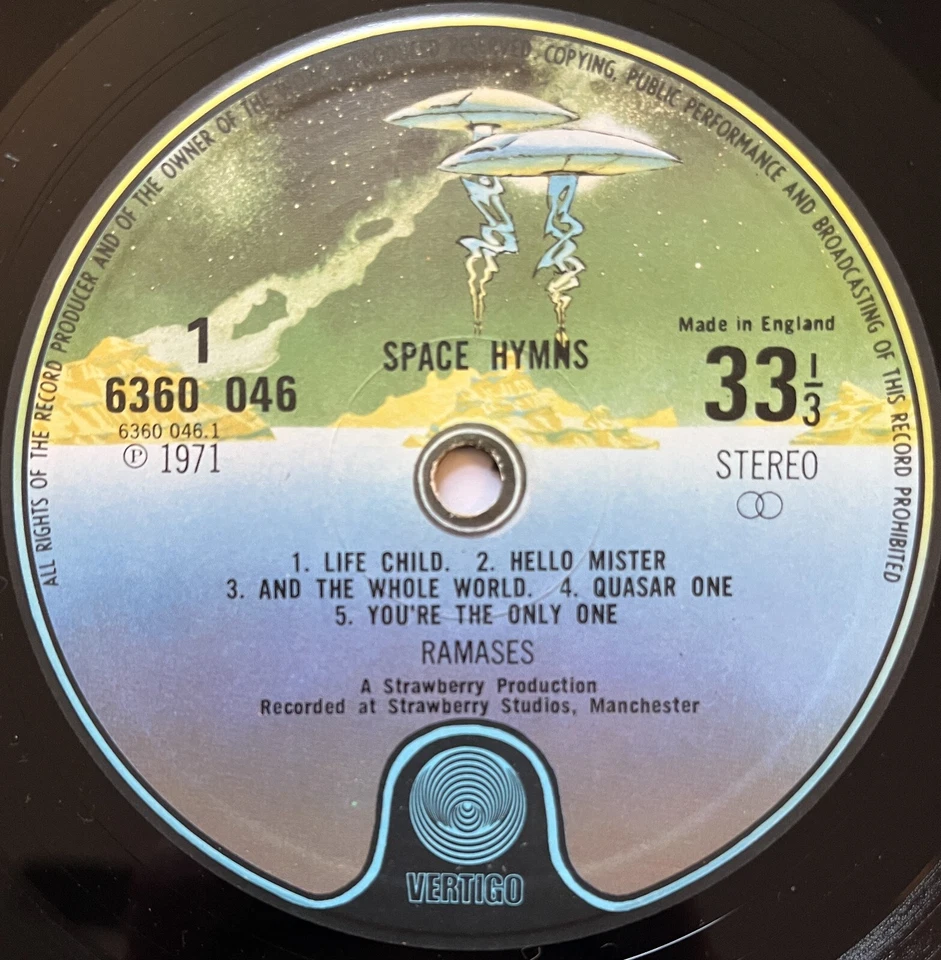 ALL RIGHTS OF THE RECORD PRODUCER AND OF THE OWNER OF THE RESERVED. COPYING, PUBLIC PERFORMANCE AND BROADCASTING OF THIS RECORD PROHIBITED
1
6360 046
6360 046.1
℗ 1971
SPACE HYMNS
Made in England
33⅓
STEREO
1. LIFE CHILD. 2. HELLO MISTER
3. AND THE WHOLE WORLD. 4. QUASAR ONE
5. YOU'RE THE ONLY ONE
RAMASES
A Strawberry Production
Recorded at Strawberry Studios, Manchester
VERTIGO